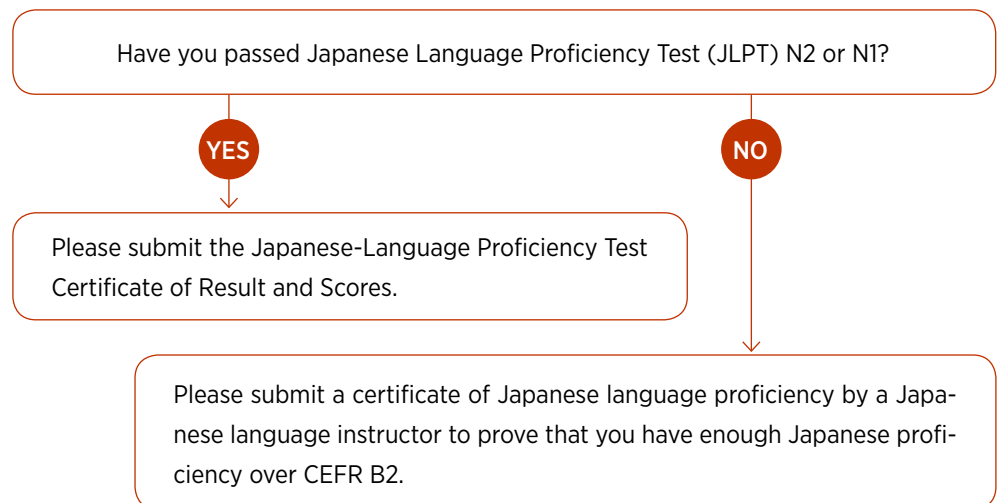 Have you passed Japanese Language Proficiency Test (JLPT) N2 or N1?
YES
NO
Please submit the Japanese-Language Proficiency Test
Certificate of Result and Scores.
Please submit a certificate of Japanese language proficiency by a Japa-
nese language instructor to prove that you have enough Japanese profi-
ciency over CEFR B2.